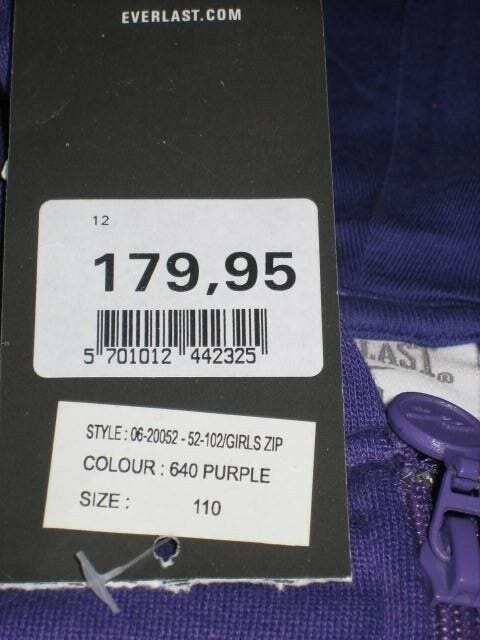 EVERLAST.COM
12
179,95
5 701012 442325
STYLE : 06-20052 - 52-102/GIRLS ZIP
COLOUR : 640 PURPLE
SIZE : 110
LAST